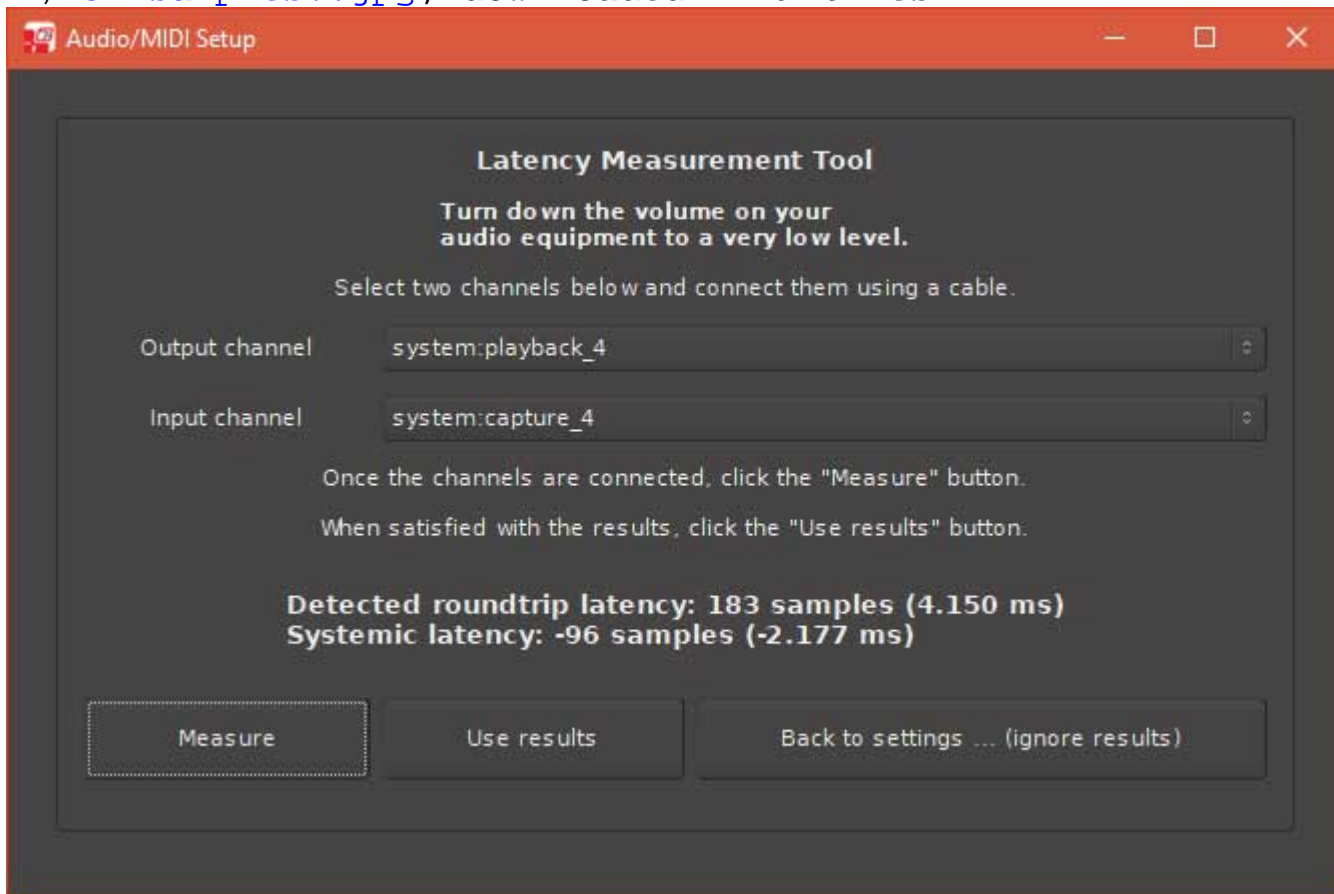 Audio/MIDI Setup
Latency Measurement Tool
Turn down the volume on your
audio equipment to a very low level.
Select two channels below and connect them using a cable.
Output channel system:playback_4
Input channel system:capture_4
Once the channels are connected, click the "Measure" button.
When satisfied with the results, click the "Use results" button.
Detected roundtrip latency: 183 samples (4.150 ms)
Systemic latency: -96 samples (-2.177 ms)
Measure Use results Back to settings ... (ignore results)